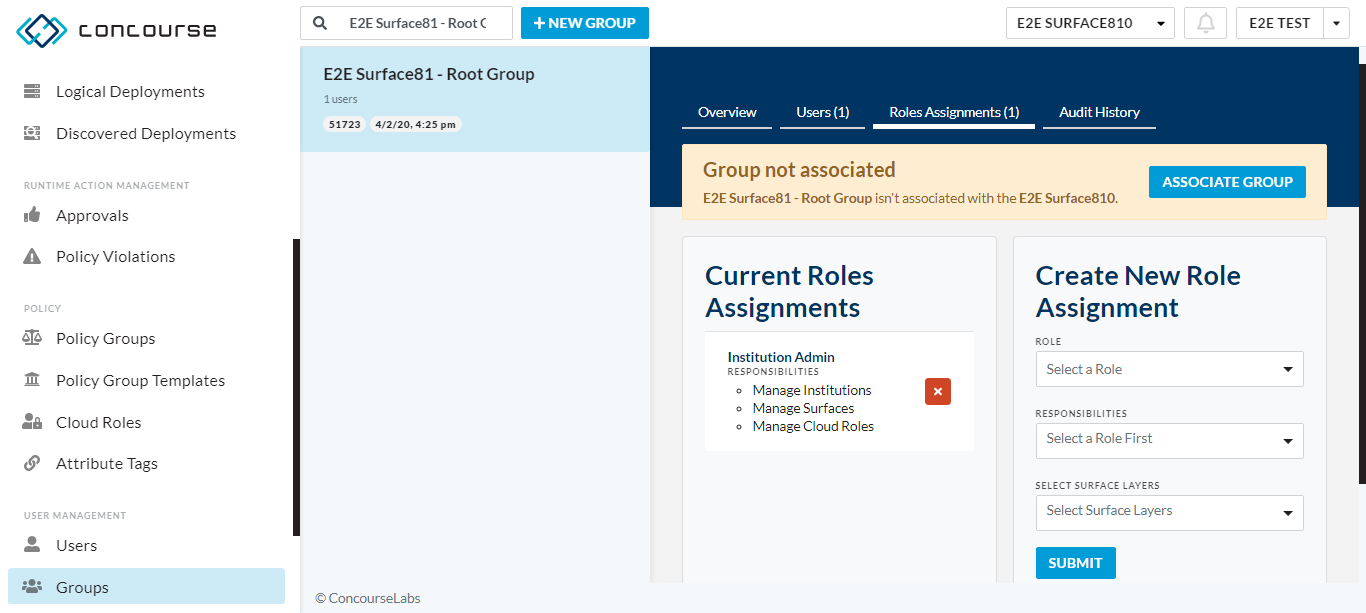 concourse
E2E Surface81 - Root G
+ NEW GROUP
E2E SURFACE810
E2E TEST
Logical Deployments
Discovered Deployments
RUNTIME ACTION MANAGEMENT
Approvals
Policy Violations
POLICY
Policy Groups
Policy Group Templates
Cloud Roles
Attribute Tags
USER MANAGEMENT
Users
Groups
E2E Surface81 - Root Group
1 users
51723 4/2/20, 4:25 pm
Overview
Users (1)
Roles Assignments (1)
Audit History
Group not associated
E2E Surface81 - Root Group isn't associated with the E2E Surface810.
ASSOCIATE GROUP
Current Roles
Assignments
Institution Admin
RESPONSIBILITIES
Manage Institutions
Manage Surfaces
Manage Cloud Roles
Create New Role
Assignment
ROLE
Select a Role
RESPONSIBILITIES
Select a Role First
SELECT SURFACE LAYERS
Select Surface Layers
SUBMIT
© ConcourseLabs